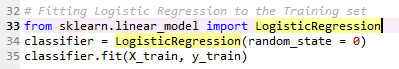 32 # Fitting Logistic Regression to the Training set
33 from sklearn.linear_model import LogisticRegression
34 classifier = LogisticRegression(random_state = 0)
35 classifier.fit(X_train, y_train)